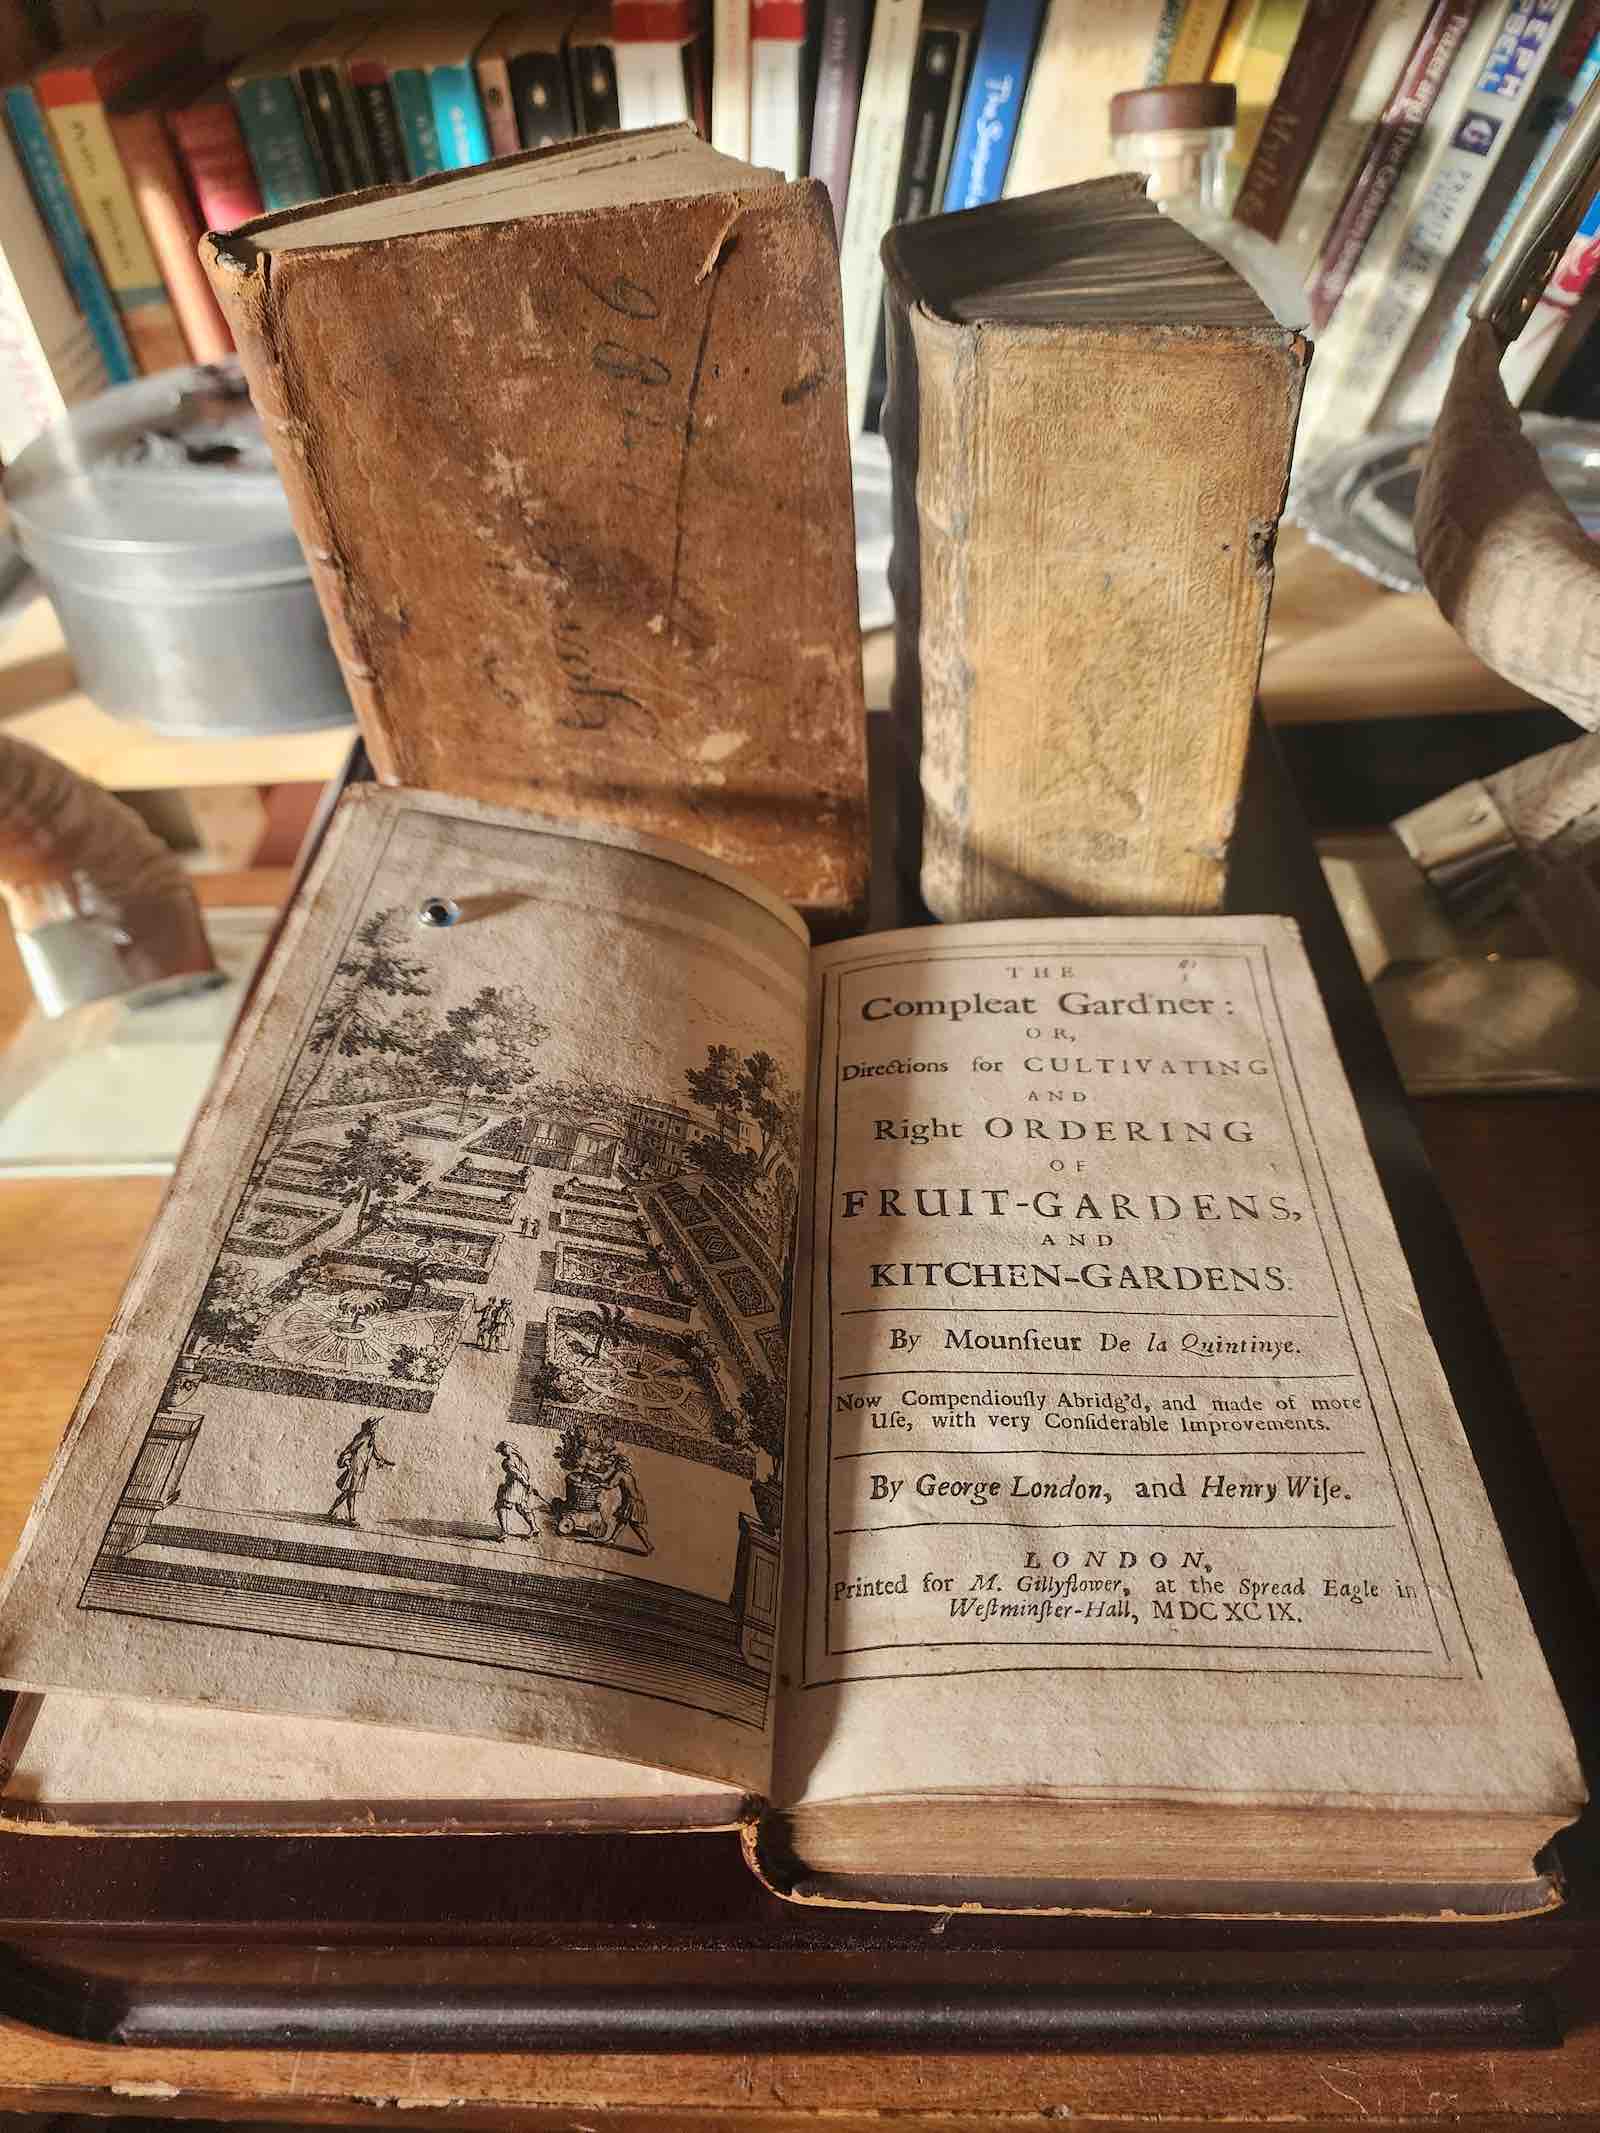 THE
Compleat Gard'ner:
OR,
Directions for CULTIVATING
AND
Right ORDERING
OF
FRUIT-GARDENS,
AND
KITCHEN-GARDENS.
By Mounſieur De la Quintinye.
Now Compendiouſly Abridg'd, and made of more
Uſe, with very Conſiderable Improvements.
By George London, and Henry Wiſe.
LONDON,
Printed for M. Gillyflower, at the Spread Eagle in
Weſtminſter-Hall, MDCXCIX.